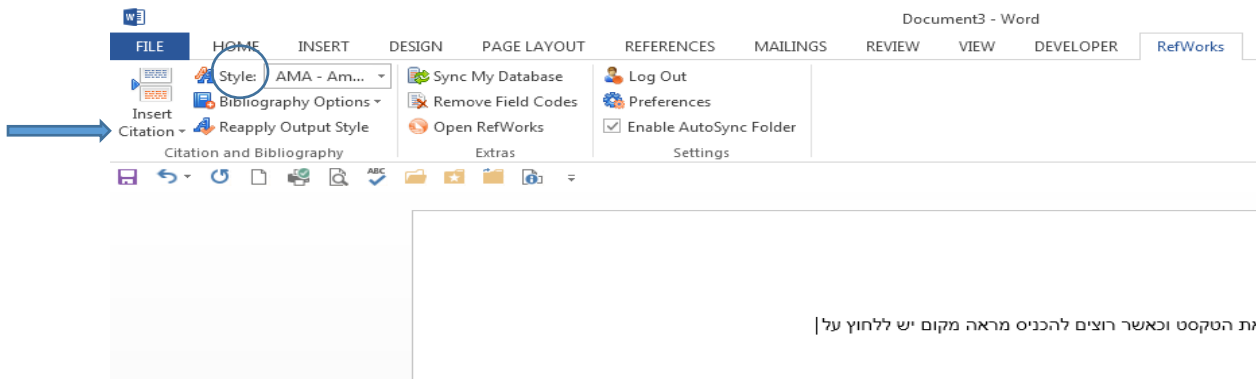 Document3 - Word
FILE HOME INSERT DESIGN PAGE LAYOUT REFERENCES MAILINGS REVIEW VIEW DEVELOPER RefWorks
Style: AMA - Am... Sync My Database Log Out
Bibliography Options Remove Field Codes Preferences
Insert
Citation Reapply Output Style Open RefWorks Enable AutoSync Folder
Citation and Bibliography Extras Settings
ABC
הטקסט וכאשר רוצים להכניס מראה מקום יש ללחוץ על